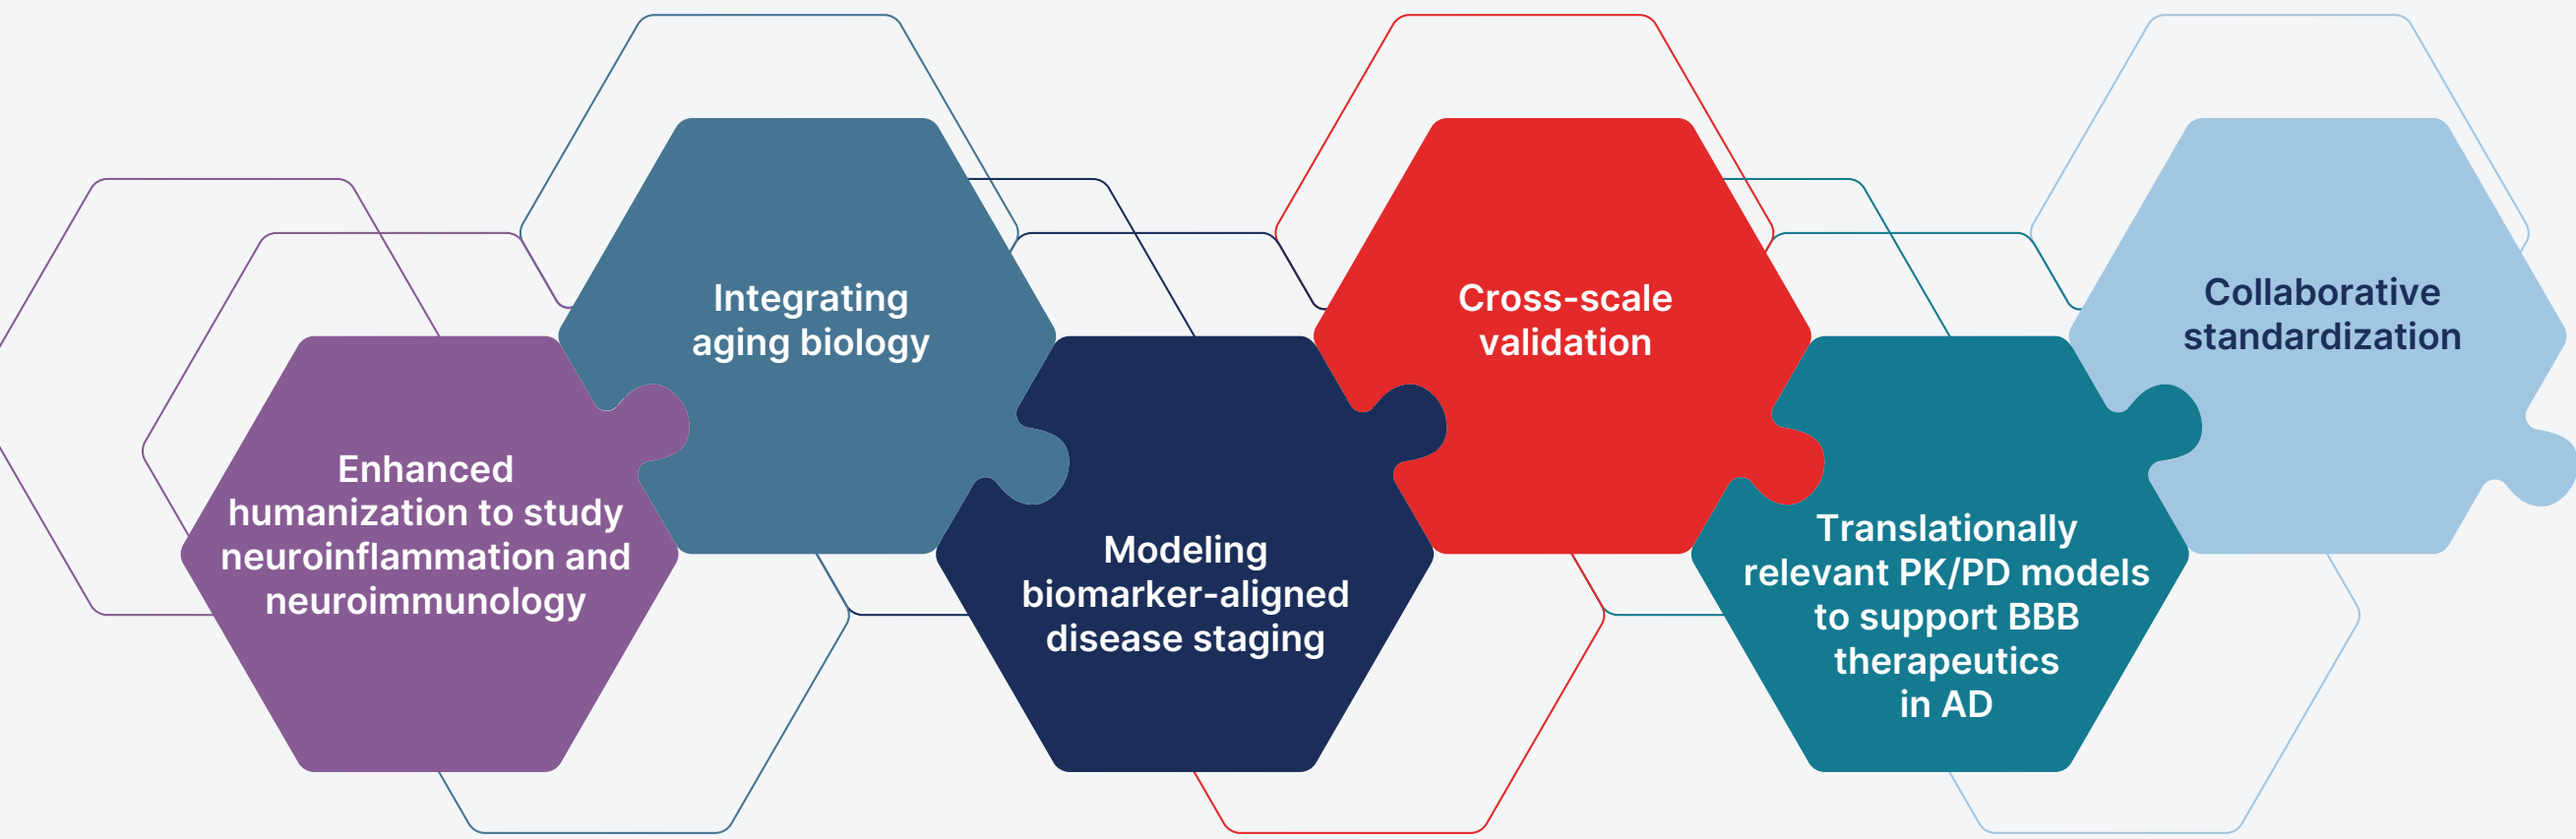 Enhanced
humanization to study
neuroinflammation and
neuroimmunology
Integrating
aging biology
Modeling
biomarker-aligned
disease staging
Cross-scale
validation
Translationally
relevant PK/PD models
to support BBB
therapeutics
in AD
Collaborative
standardization